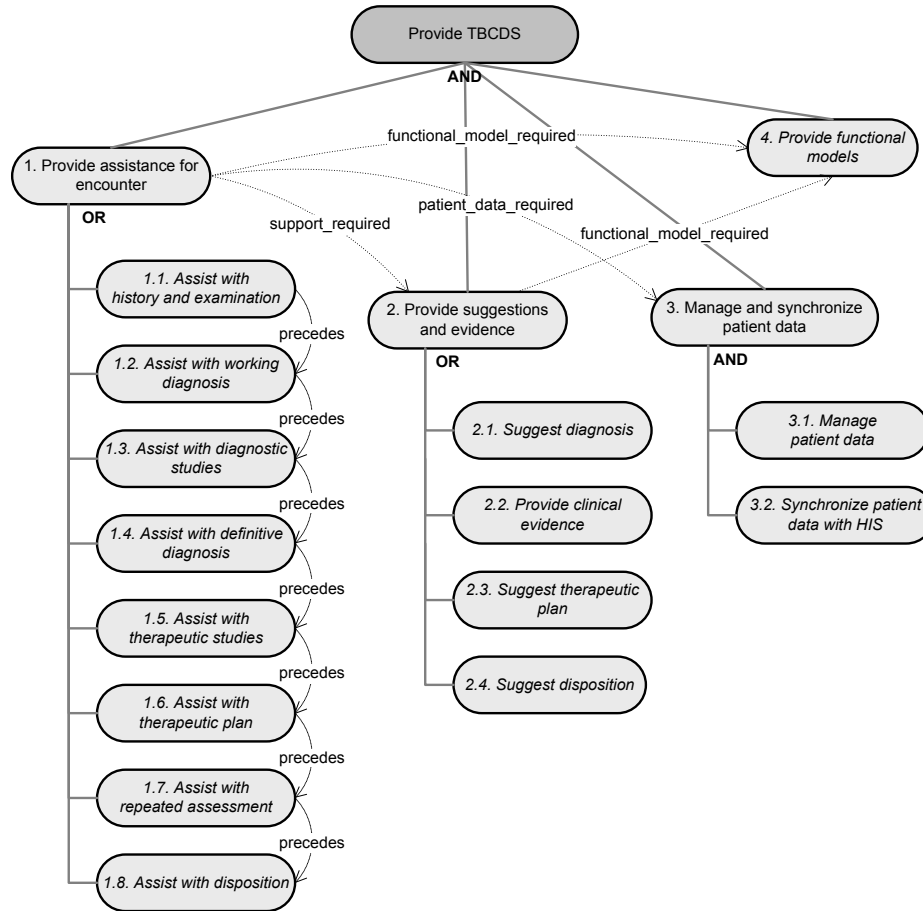 Provide TBCDS
AND
functional_model_required
4. Provide functional
models
1. Provide assistance for
encounter
OR
patient_data_required
support_required
functional_model_required
1.1. Assist with
history and examination
precedes
2. Provide suggestions
and evidence
OR
3. Manage and synchronize
patient data
AND
1.2. Assist with working
diagnosis
precedes
1.3. Assist with diagnostic
studies
precedes
1.4. Assist with definitive
diagnosis
precedes
1.5. Assist with
therapeutic studies
precedes
1.6. Assist with
therapeutic plan
precedes
1.7. Assist with
repeated assessment
precedes
1.8. Assist with disposition
2.1. Suggest diagnosis
2.2. Provide clinical
evidence
2.3. Suggest therapeutic
plan
2.4. Suggest disposition
3.1. Manage
patient data
3.2. Synchronize patient
data with HIS